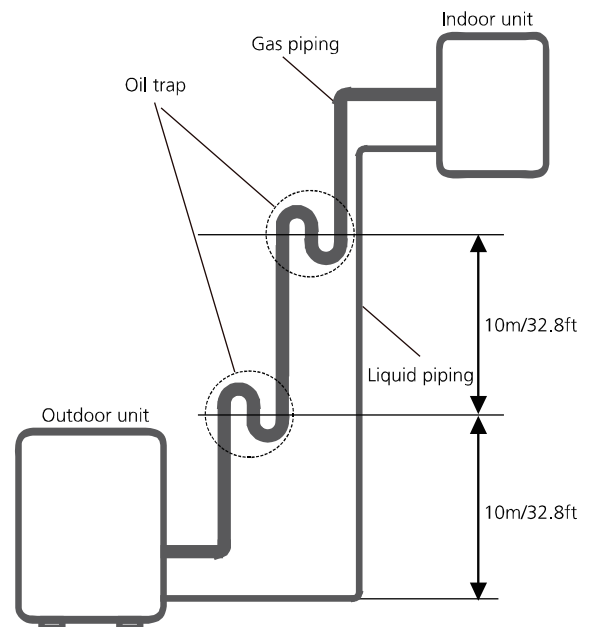 Indoor unit
Gas piping
Oil trap
10m/32.8ft
Liquid piping
Outdoor unit
10m/32.8ft